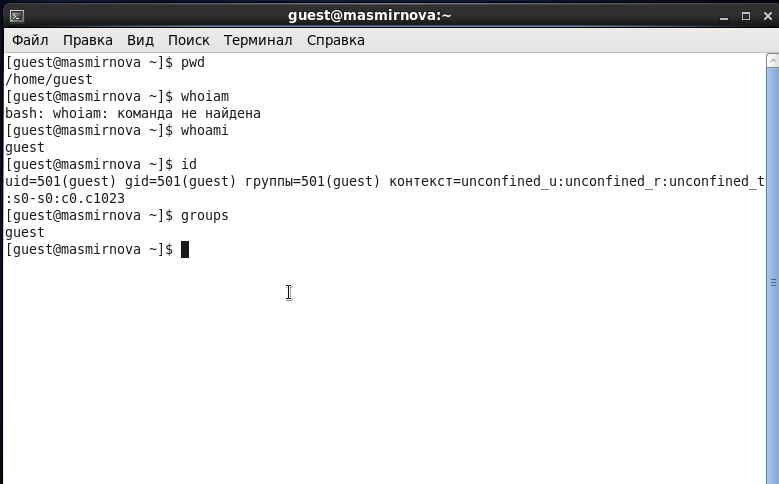 guest@masmirnova:~
Файл Правка Вид Поиск Терминал Справка
[guest@masmirnova ~]$ pwd
/home/guest
[guest@masmirnova ~]$ whoiam
bash: whoiam: команда не найдена
[guest@masmirnova ~]$ whoami
guest
[guest@masmirnova ~]$ id
uid=501(guest) gid=501(guest) группы=501(guest) контекст=unconfined_u:unconfined_r:unconfined_t
:s0-s0:c0.c1023
[guest@masmirnova ~]$ groups
guest
[guest@masmirnova ~]$